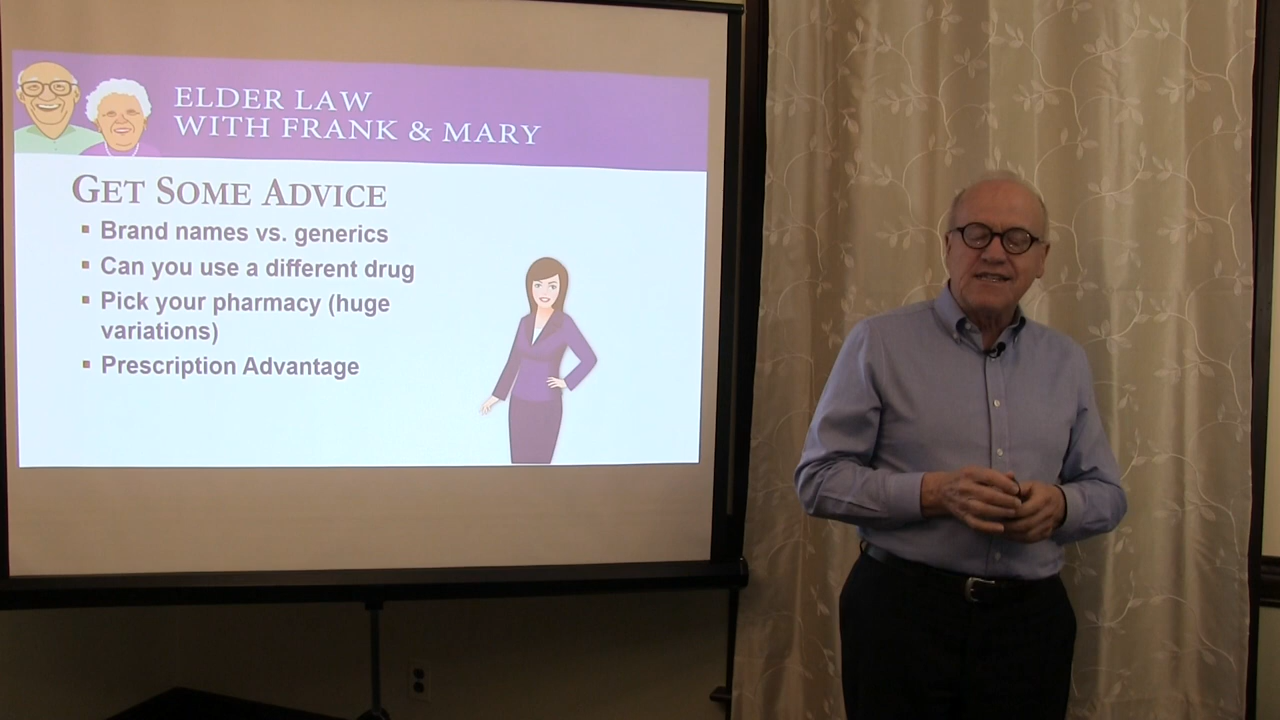 ELDER LAW
WITH FRANK & MARY
GET SOME ADVICE
▪ Brand names vs. generics
▪ Can you use a different drug
▪ Pick your pharmacy (huge
variations)
▪ Prescription Advantage